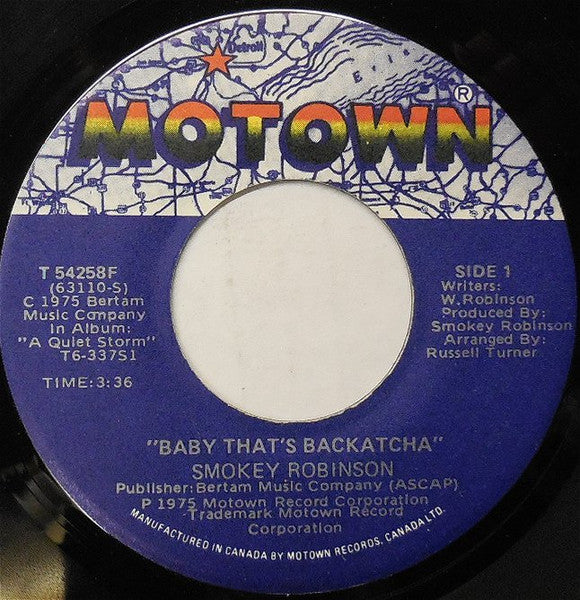 Detroit
ERIE
MOTOWN®
T 54258F
(63110-S)
C 1975 Bertam
Music Company
In Album:
"A Quiet Storm"
T6-337S1
TIME:3:36
SIDE 1
Writers:
W.Robinson
Produced By:
Smokey Robinson
Arranged By:
Russell Turner
"BABY THAT'S BACKATCHA"
SMOKEY ROBINSON
Publisher:Bertam Music Company (ASCAP)
P 1975 Motown Record Corporation
Trademark Motown Record
Corporation
MANUFACTURED IN CANADA BY MOTOWN RECORDS, CANADA LTD.